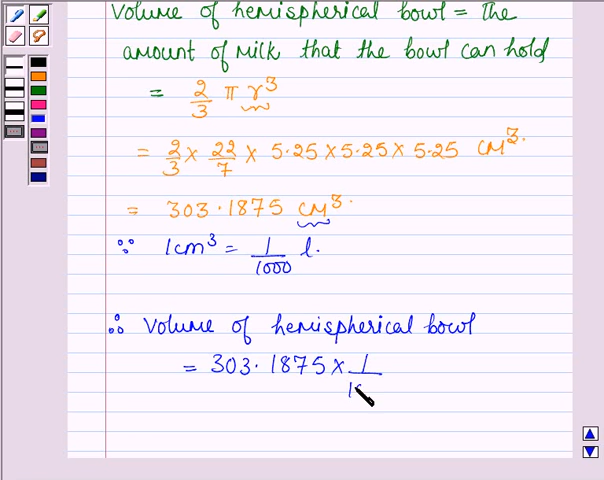 Volume of hemispherical bowl = the
amount of milk that the bowl can hold
= 2/3 π r³
= 2/3 × 22/7 × 5.25 × 5.25 × 5.25 cm³.
= 303.1875 cm³.
∵ 1cm³ = 1/1000 l.
∴ Volume of hemispherical bowl
= 303.1875 × 1/1